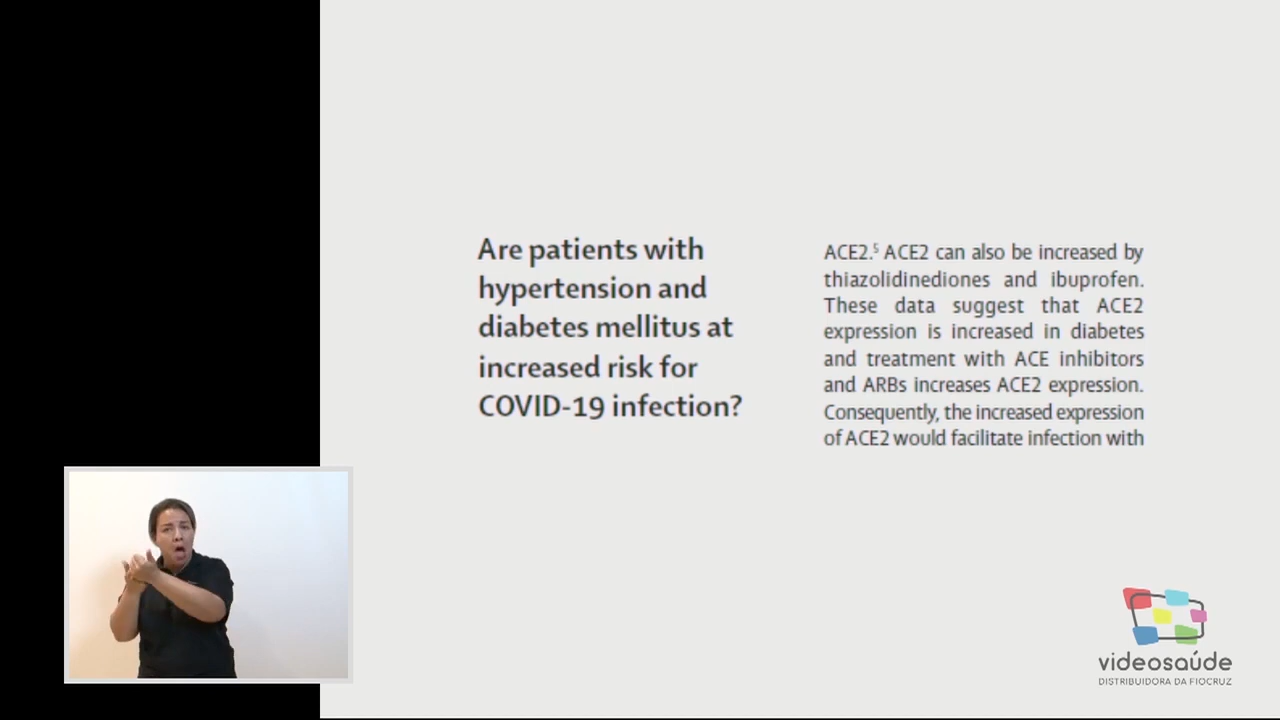 Are patients with
hypertension and
diabetes mellitus at
increased risk for
COVID-19 infection?
ACE2.⁵ ACE2 can also be increased by
thiazolidinediones and ibuprofen.
These data suggest that ACE2
expression is increased in diabetes
and treatment with ACE inhibitors
and ARBs increases ACE2 expression.
Consequently, the increased expression
of ACE2 would facilitate infection with
videosaúde
DISTRIBUIDORA DA FIOCRUZ